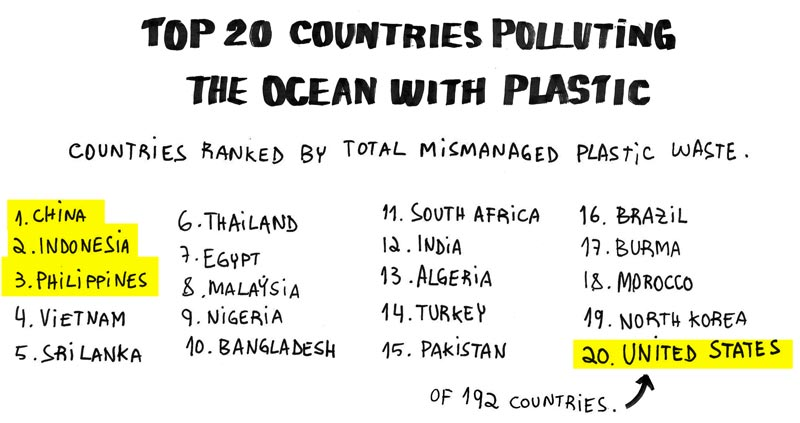 TOP 20 COUNTRIES POLLUTING
THE OCEAN WITH PLASTIC
COUNTRIES RANKED BY TOTAL MISMANAGED PLASTIC WASTE.
1. CHINA
2. INDONESIA
3. PHILIPPINES
4. VIETNAM
5. SRI LANKA
6. THAILAND
7. EGYPT
8. MALAYSIA
9. NIGERIA
10. BANGLADESH
11. SOUTH AFRICA
12. INDIA
13. ALGERIA
14. TURKEY
15. PAKISTAN
16. BRAZIL
17. BURMA
18. MOROCCO
19. NORTH KOREA
20. UNITED STATES
OF 192 COUNTRIES.